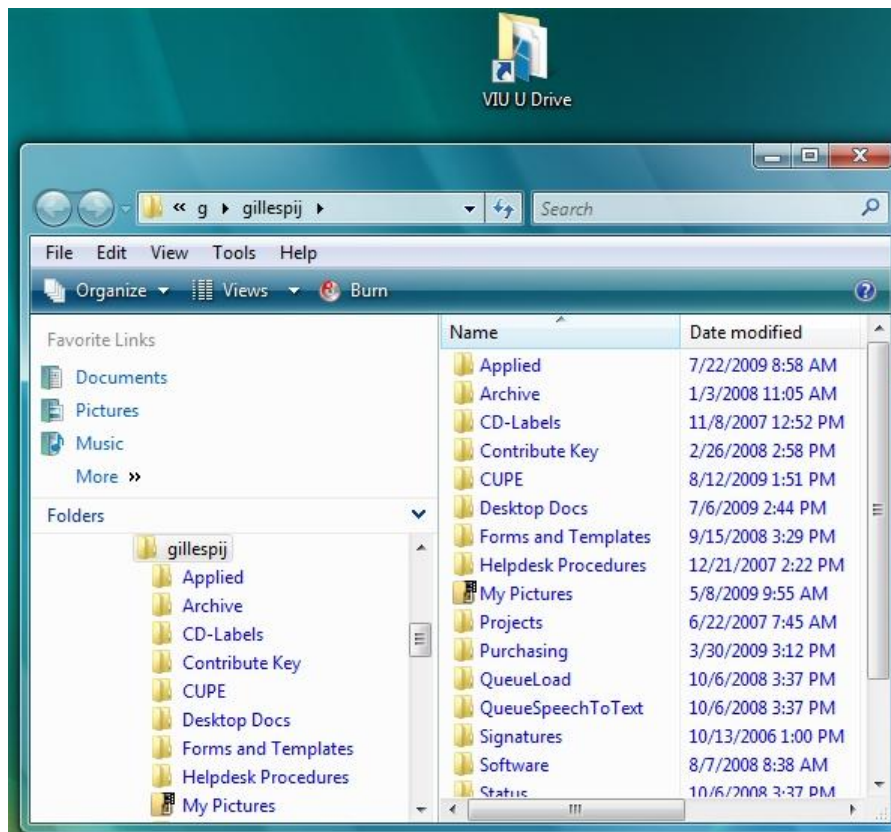 VIU U Drive
« g ▸ gillespij ▸
Search
File Edit View Tools Help
Organize Views Burn
Favorite Links
Documents
Pictures
Music
More »
Folders
gillespij
Applied
Archive
CD-Labels
Contribute Key
CUPE
Desktop Docs
Forms and Templates
Helpdesk Procedures
My Pictures
Name Date modified
Applied 7/22/2009 8:58 AM
Archive 1/3/2008 11:05 AM
CD-Labels 11/8/2007 12:52 PM
Contribute Key 2/26/2008 2:58 PM
CUPE 8/12/2009 1:51 PM
Desktop Docs 7/6/2009 2:44 PM
Forms and Templates 9/15/2008 3:29 PM
Helpdesk Procedures 12/21/2007 2:22 PM
My Pictures 5/8/2009 9:55 AM
Projects 6/22/2007 7:45 AM
Purchasing 3/30/2009 3:12 PM
QueueLoad 10/6/2008 3:37 PM
QueueSpeechToText 10/6/2008 3:37 PM
Signatures 10/13/2006 1:00 PM
Software 8/7/2008 8:38 AM
Status 10/6/2008 3:37 PM